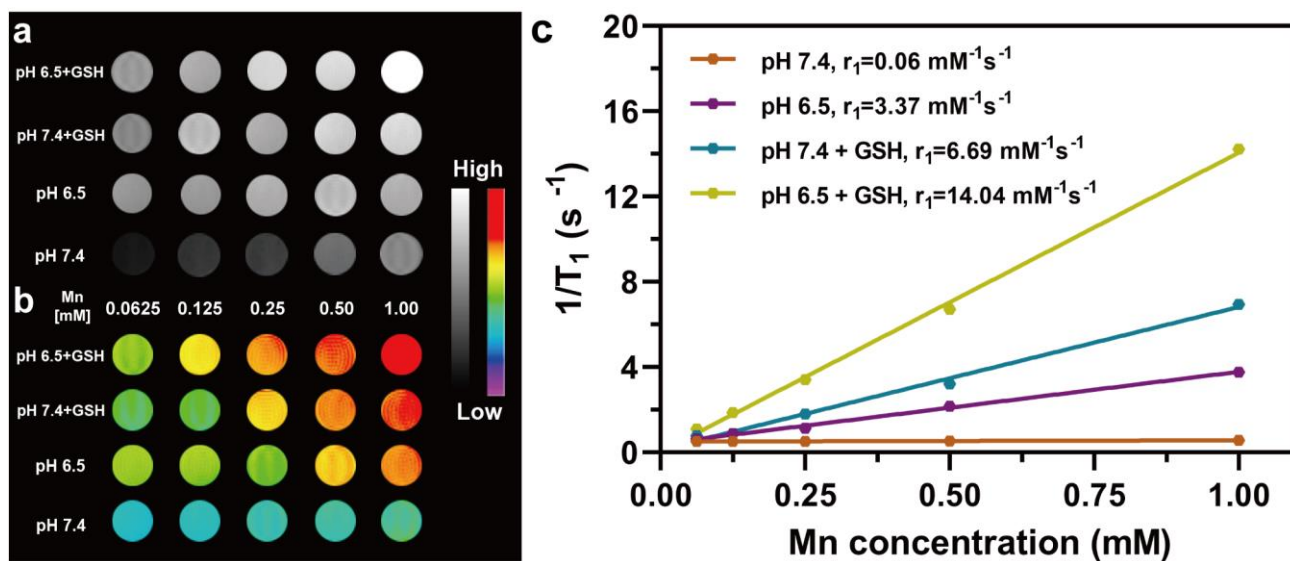 a
pH 6.5+GSH
pH 7.4+GSH
pH 6.5
pH 7.4
High
Low
b
Mn
[mM]
0.0625 0.125 0.25 0.50 1.00
pH 6.5+GSH
pH 7.4+GSH
pH 6.5
pH 7.4
c
20
16
12
8
4
0
1/T₁ (s⁻¹)
pH 7.4, r₁=0.06 mM⁻¹s⁻¹
pH 6.5, r₁=3.37 mM⁻¹s⁻¹
pH 7.4 + GSH, r₁=6.69 mM⁻¹s⁻¹
pH 6.5 + GSH, r₁=14.04 mM⁻¹s⁻¹
0.00 0.25 0.50 0.75 1.00
Mn concentration (mM)